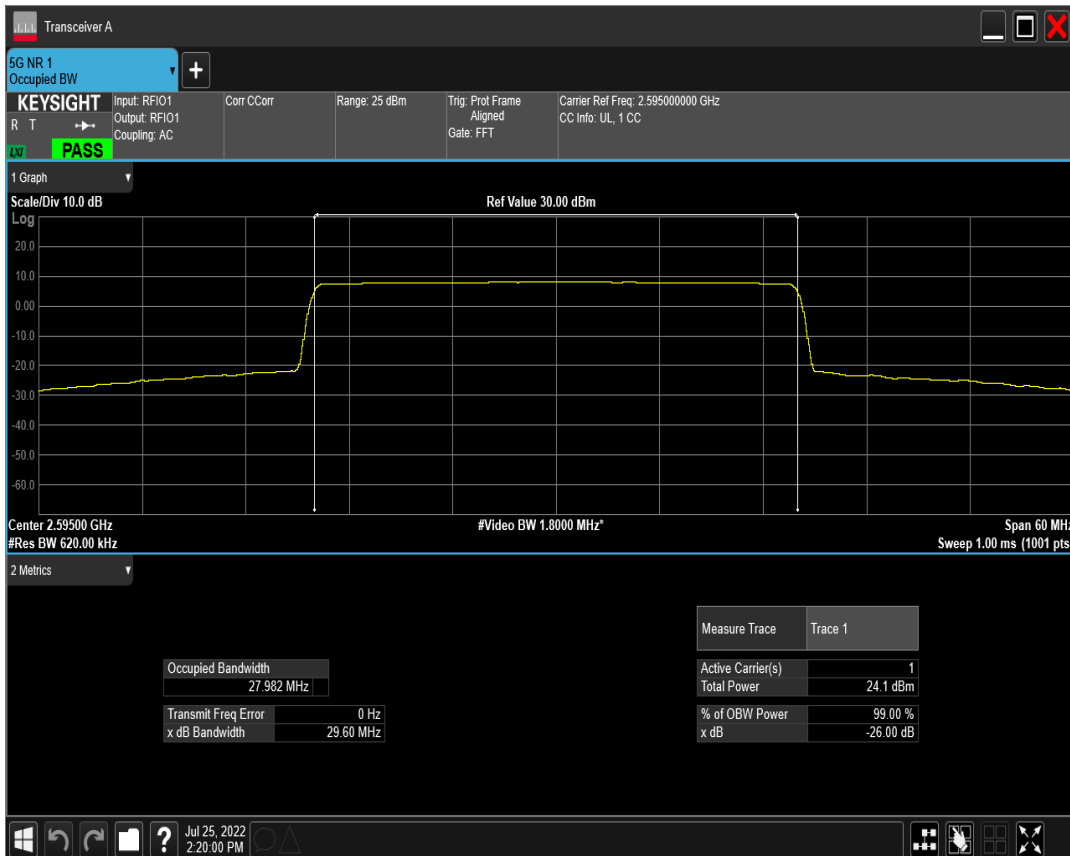 Transceiver A
5G NR 1
Occupied BW
+
KEYSIGHT
R T
LXI
PASS
Input: RFIO1
Output: RFIO1
Coupling: AC
Corr CCorr
Range: 25 dBm
Trig: Prot Frame
Aligned
Gate: FFT
Carrier Ref Freq: 2.595000000 GHz
CC Info: UL, 1 CC
1 Graph
Scale/Div 10.0 dB
Ref Value 30.00 dBm
Log
20.0
10.0
0.00
-10.0
-20.0
-30.0
-40.0
-50.0
-60.0
Center 2.59500 GHz
#Video BW 1.8000 MHz*
Span 60 MHz
#Res BW 620.00 kHz
Sweep 1.00 ms (1001 pts
2 Metrics
Measure Trace Trace 1
Occupied Bandwidth
27.982 MHz
Active Carrier(s) 1
Total Power 24.1 dBm
Transmit Freq Error 0 Hz
x dB Bandwidth 29.60 MHz
% of OBW Power 99.00 %
x dB -26.00 dB
?
Jul 25, 2022
2:20:00 PM